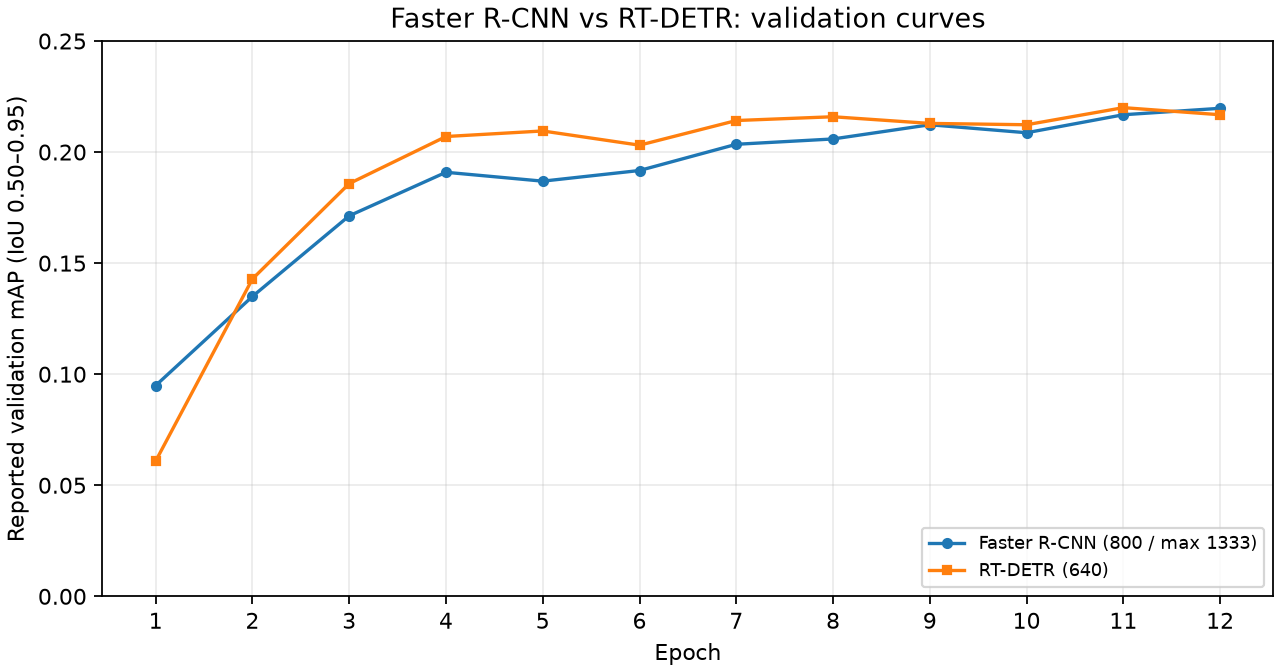 Faster R-CNN vs RT-DETR: validation curves
Reported validation mAP (IoU 0.50–0.95)
0.25
0.20
0.15
0.10
0.05
0.00
Faster R-CNN (800 / max 1333)
RT-DETR (640)
1 2 3 4 5 6 7 8 9 10 11 12
Epoch